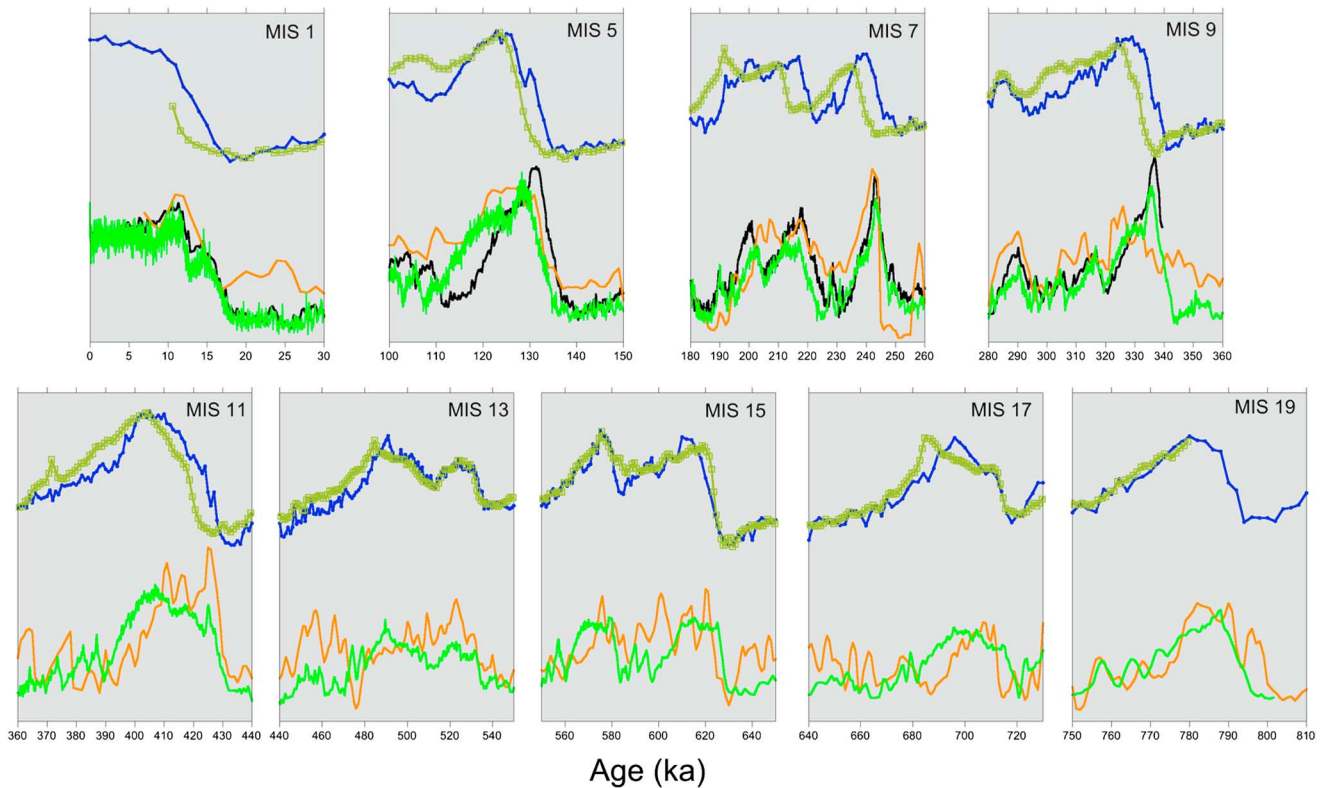 MIS 1
MIS 5
MIS 7
MIS 9
0 5 10 15 20 25 30
100 110 120 130 140 150
180 190 200 210 220 230 240 250 260
280 290 300 310 320 330 340 350 360
MIS 11
MIS 13
MIS 15
MIS 17
MIS 19
360 370 380 390 400 410 420 430 440
440 460 480 500 520 540
560 580 600 620 640
640 660 680 700 720
750 760 770 780 790 800 810
Age (ka)